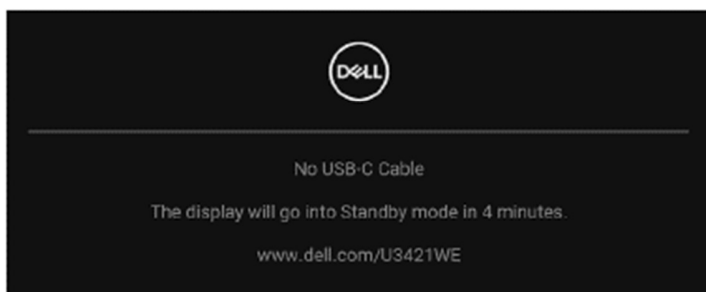 DELL
No USB-C Cable
The display will go into Standby mode in 4 minutes.
www.dell.com/U3421WE